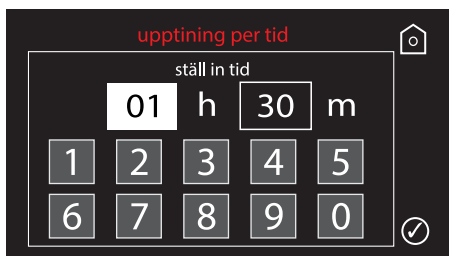 upptining per tid
ställ in tid
01 h 30 m
1 2 3 4 5
6 7 8 9 0